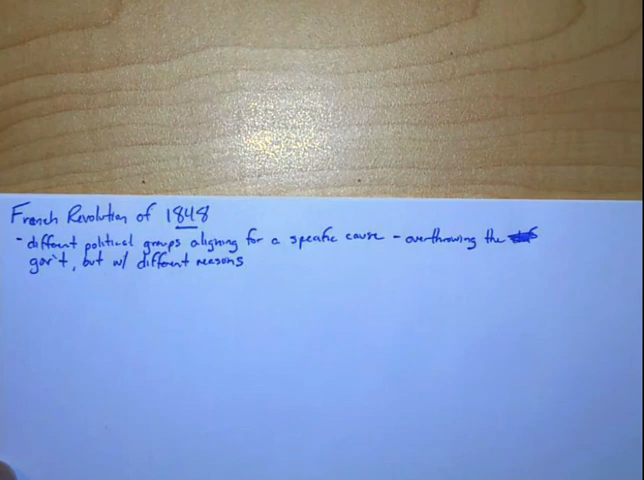 French Revolution of 1848
- different political groups aligning for a specific cause - overthrowing the
gov't, but w/ different reasons